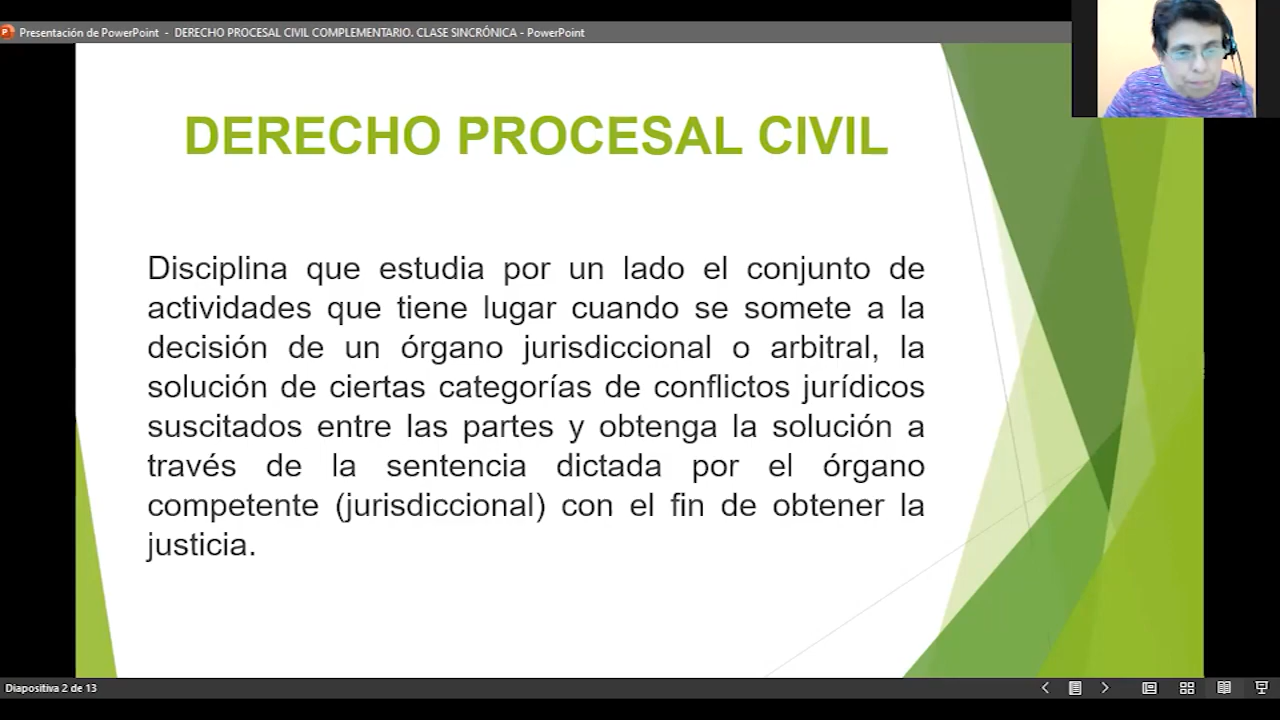 Presentación de PowerPoint - DERECHO PROCESAL CIVIL COMPLEMENTARIO. CLASE SINCRÓNICA - PowerPoint
DERECHO PROCESAL CIVIL
Disciplina que estudia por un lado el conjunto de
actividades que tiene lugar cuando se somete a la
decisión de un órgano jurisdiccional o arbitral, la
solución de ciertas categorías de conflictos jurídicos
suscitados entre las partes y obtenga la solución a
través de la sentencia dictada por el órgano
competente (jurisdiccional) con el fin de obtener la
justicia.
Diapositiva 2 de 13